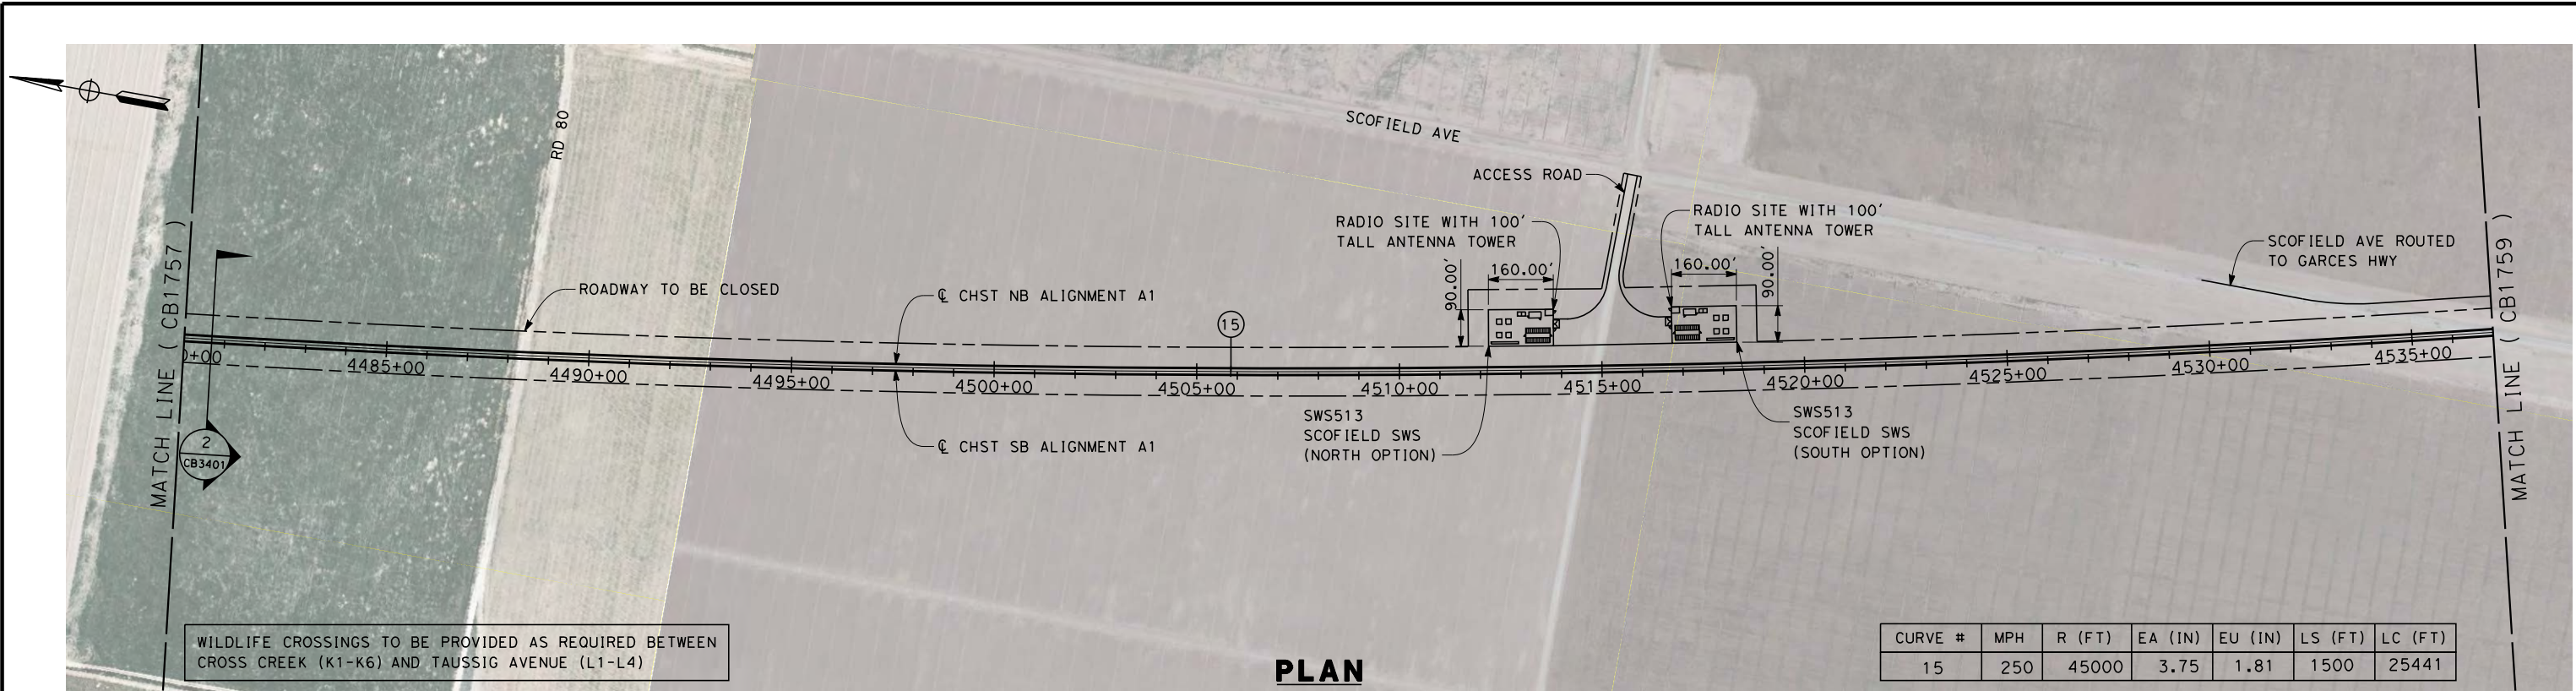 SCOFIELD AVE
RD 80
ACCESS ROAD
RADIO SITE WITH 100'
TALL ANTENNA TOWER
RADIO SITE WITH 100'
TALL ANTENNA TOWER
SCOFIELD AVE ROUTED
TO GARCES HWY
MATCH LINE ( CB1757 )
MATCH LINE ( CB1759 )
ROADWAY TO BE CLOSED
℄ CHST NB ALIGNMENT A1
90.00'
160.00'
160.00'
90.00'
15
0+00
4485+00
4490+00
4495+00
4500+00
4505+00
4510+00
4515+00
4520+00
4525+00
4530+00
4535+00
2
CB3401
℄ CHST SB ALIGNMENT A1
SWS513
SCOFIELD SWS
(NORTH OPTION)
SWS513
SCOFIELD SWS
(SOUTH OPTION)
WILDLIFE CROSSINGS TO BE PROVIDED AS REQUIRED BETWEEN
CROSS CREEK (K1-K6) AND TAUSSIG AVENUE (L1-L4)
PLAN
CURVE # MPH R (FT) EA (IN) EU (IN) LS (FT) LC (FT)
15 250 45000 3.75 1.81 1500 25441